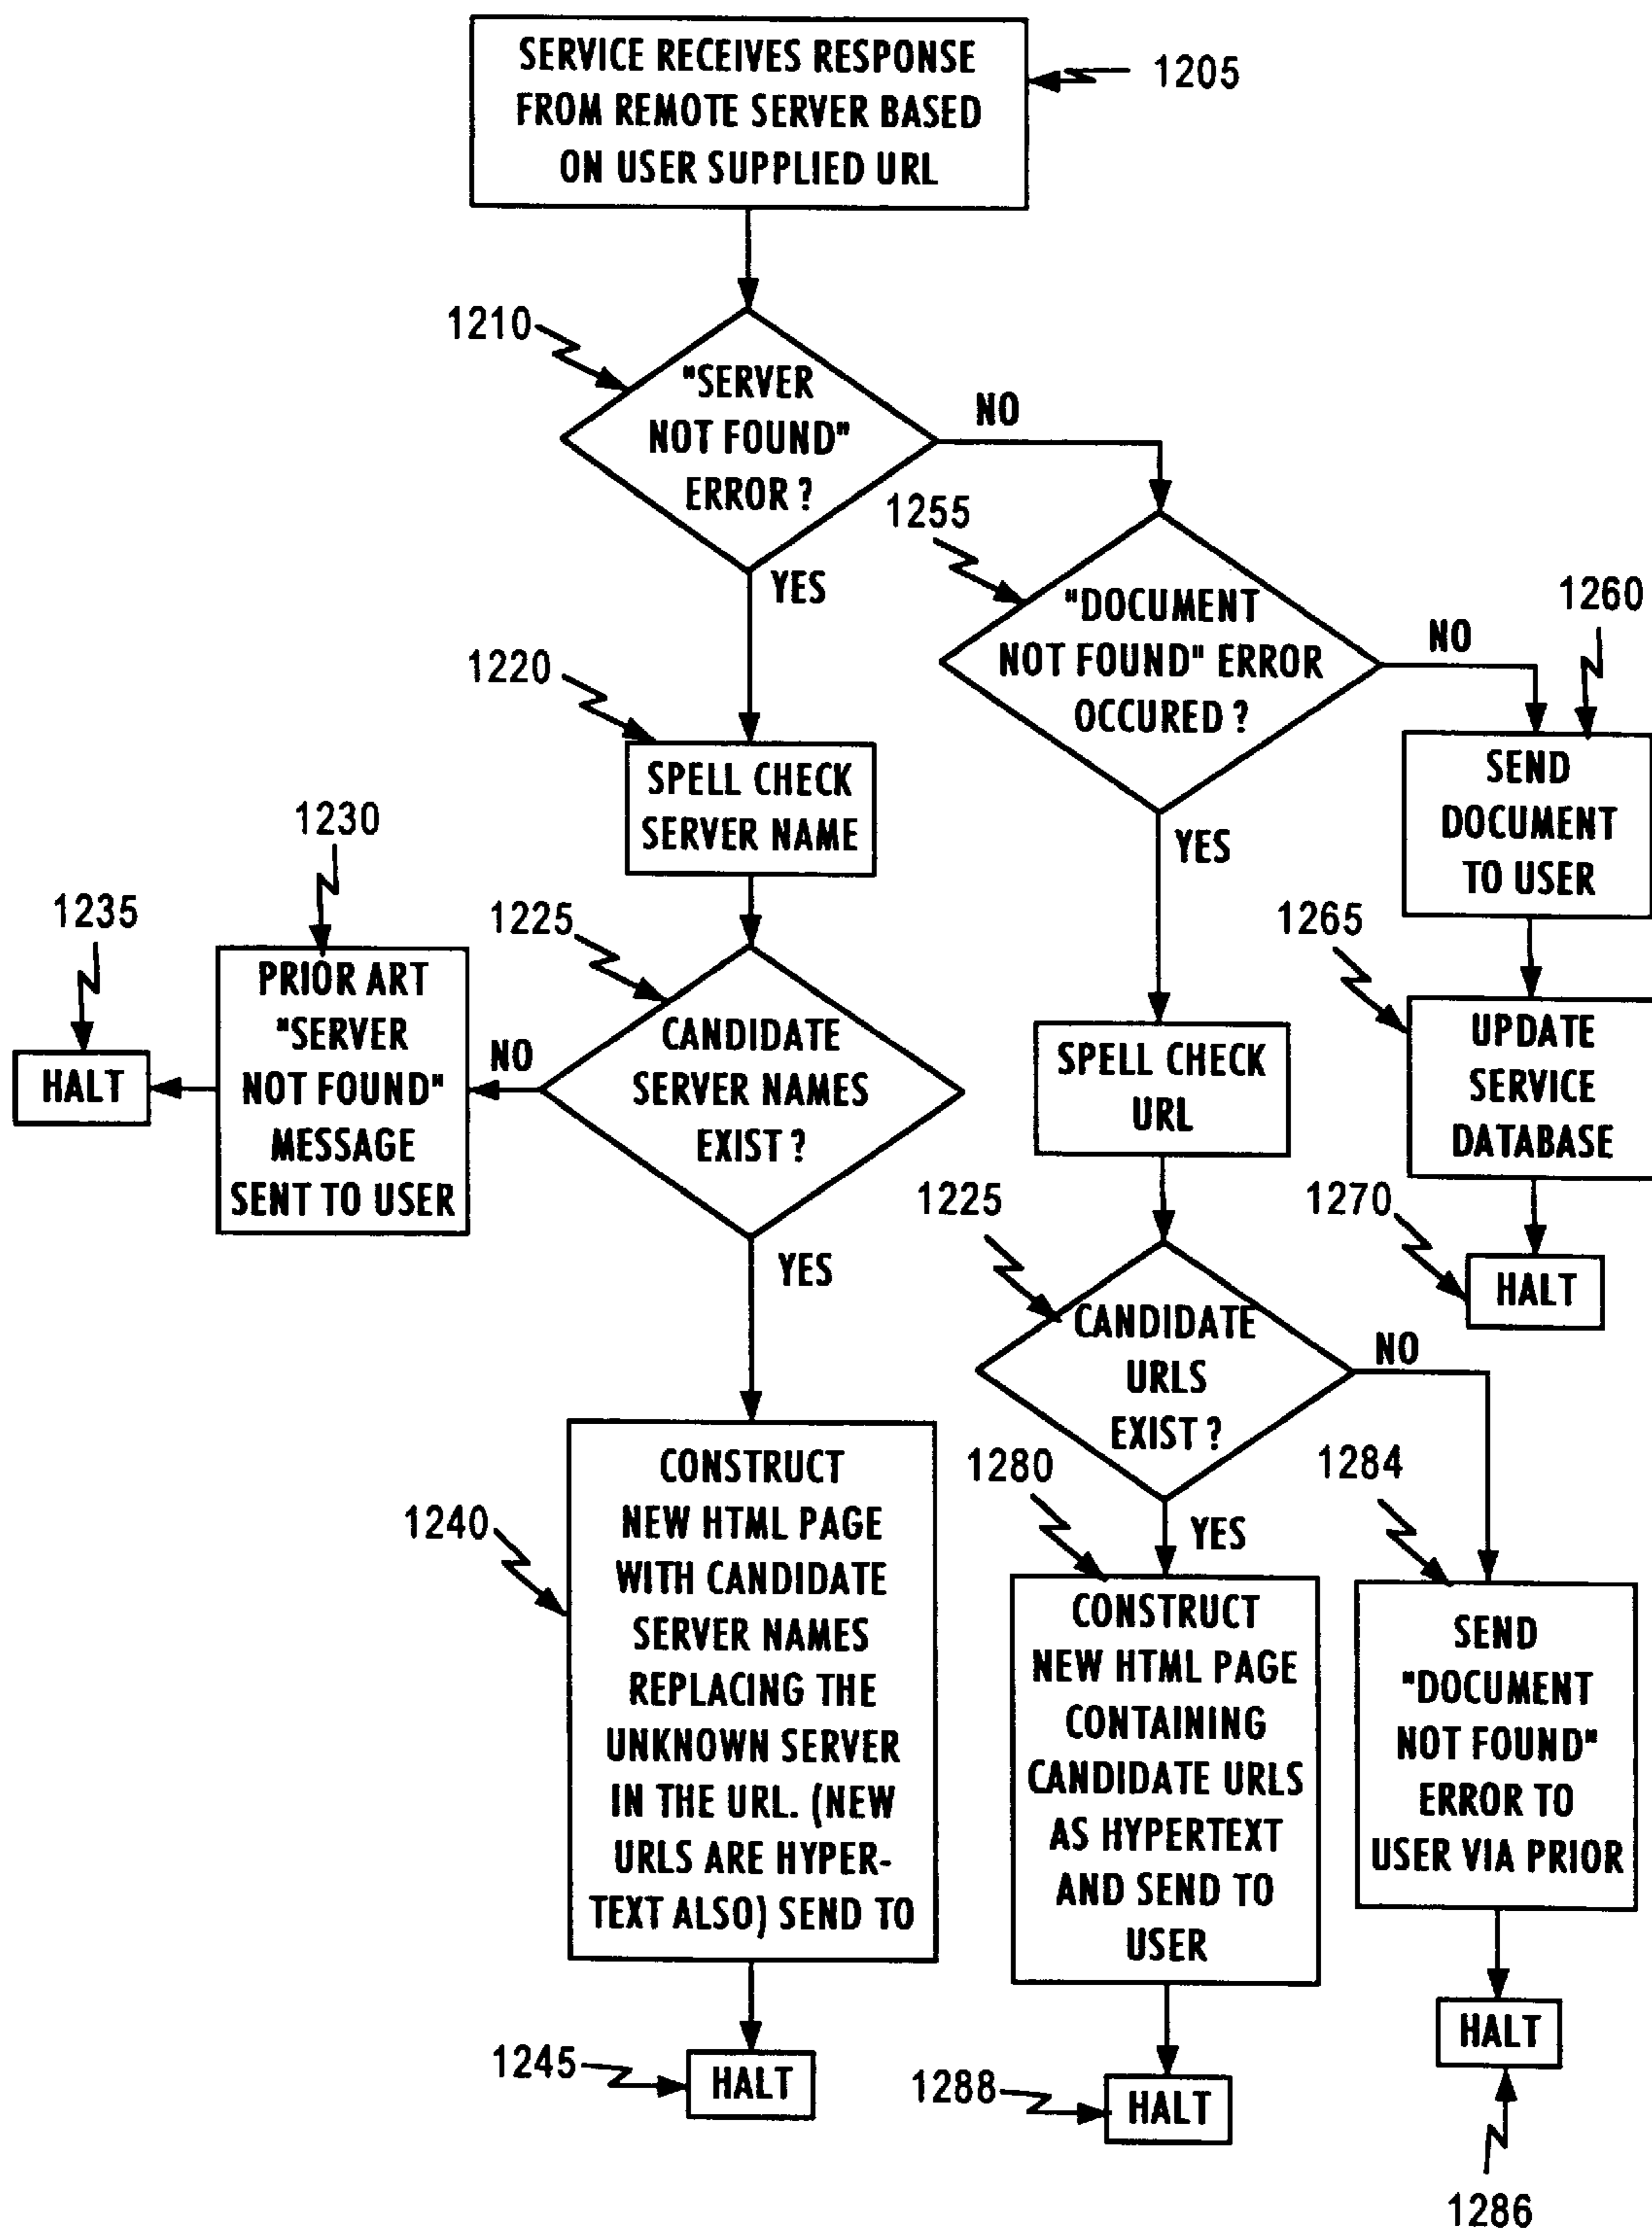 SERVICE RECEIVES RESPONSE
FROM REMOTE SERVER BASED
ON USER SUPPLIED URL
1205
1210
"SERVER
NOT FOUND"
ERROR ?
NO
YES
1255
"DOCUMENT
NOT FOUND" ERROR
OCCURED ?
NO
YES
1260
SEND
DOCUMENT
TO USER
1265
UPDATE
SERVICE
DATABASE
1270
HALT
1220
SPELL CHECK
SERVER NAME
1225
CANDIDATE
SERVER NAMES
EXIST ?
NO
YES
1230
PRIOR ART
"SERVER
NOT FOUND"
MESSAGE
SENT TO USER
1235
HALT
1240
CONSTRUCT
NEW HTML PAGE
WITH CANDIDATE
SERVER NAMES
REPLACING THE
UNKNOWN SERVER
IN THE URL. (NEW
URLS ARE HYPER-
TEXT ALSO) SEND TO
1245
HALT
SPELL CHECK
URL
1225
CANDIDATE
URLS
EXIST ?
NO
YES
1280
CONSTRUCT
NEW HTML PAGE
CONTAINING
CANDIDATE URLS
AS HYPERTEXT
AND SEND TO
USER
1288
HALT
1284
SEND
"DOCUMENT
NOT FOUND"
ERROR TO
USER VIA PRIOR
HALT
1286